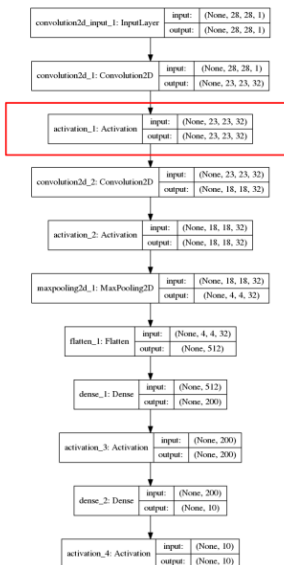 convolution2d_input_1: InputLayer
input: (None, 28, 28, 1)
output: (None, 28, 28, 1)
convolution2d_1: Convolution2D
input: (None, 28, 28, 1)
output: (None, 23, 23, 32)
activation_1: Activation
input: (None, 23, 23, 32)
output: (None, 23, 23, 32)
convolution2d_2: Convolution2D
input: (None, 23, 23, 32)
output: (None, 18, 18, 32)
activation_2: Activation
input: (None, 18, 18, 32)
output: (None, 18, 18, 32)
maxpooling2d_1: MaxPooling2D
input: (None, 18, 18, 32)
output: (None, 4, 4, 32)
flatten_1: Flatten
input: (None, 4, 4, 32)
output: (None, 512)
dense_1: Dense
input: (None, 512)
output: (None, 200)
activation_3: Activation
input: (None, 200)
output: (None, 200)
dense_2: Dense
input: (None, 200)
output: (None, 10)
activation_4: Activation
input: (None, 10)
output: (None, 10)